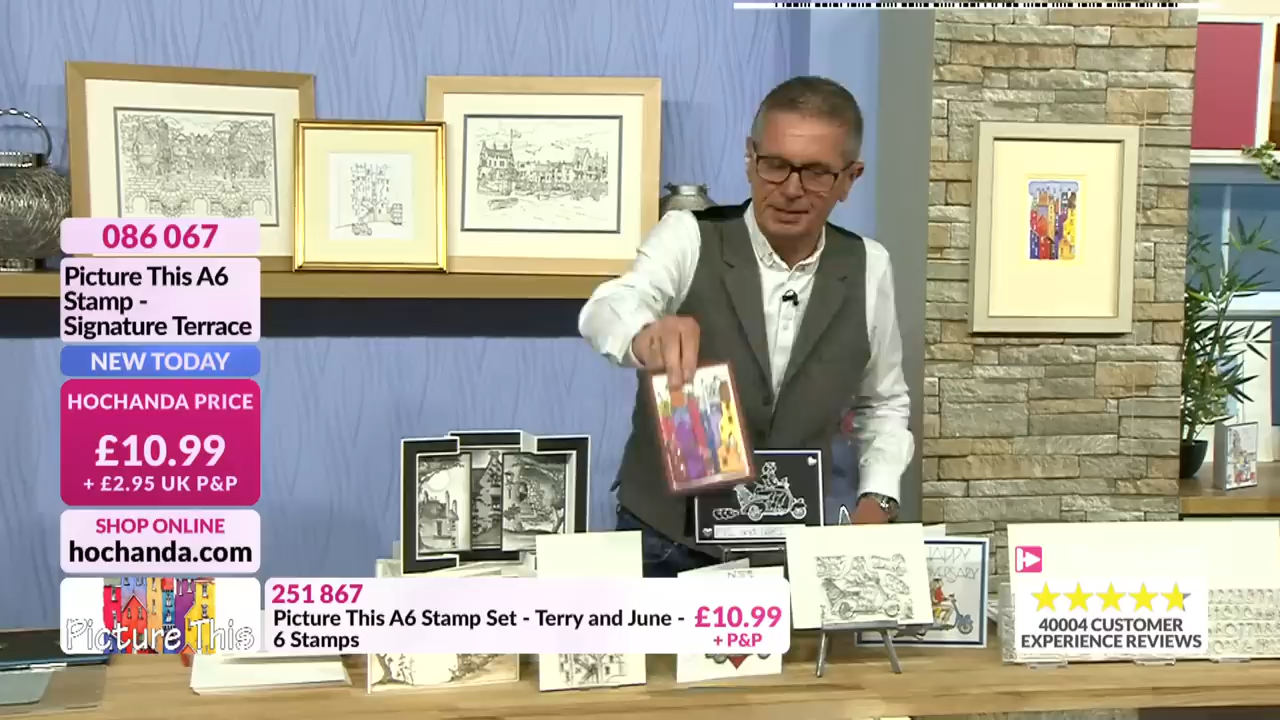 086 067
Picture This A6
Stamp -
Signature Terrace
NEW TODAY
HOCHANDA PRICE
£10.99
+ £2.95 UK P&P
SHOP ONLINE
hochanda.com
Picture This
251 867
Picture This A6 Stamp Set - Terry and June -
6 Stamps
£10.99
+ P&P
HAPPY
40004 CUSTOMER
EXPERIENCE REVIEWS